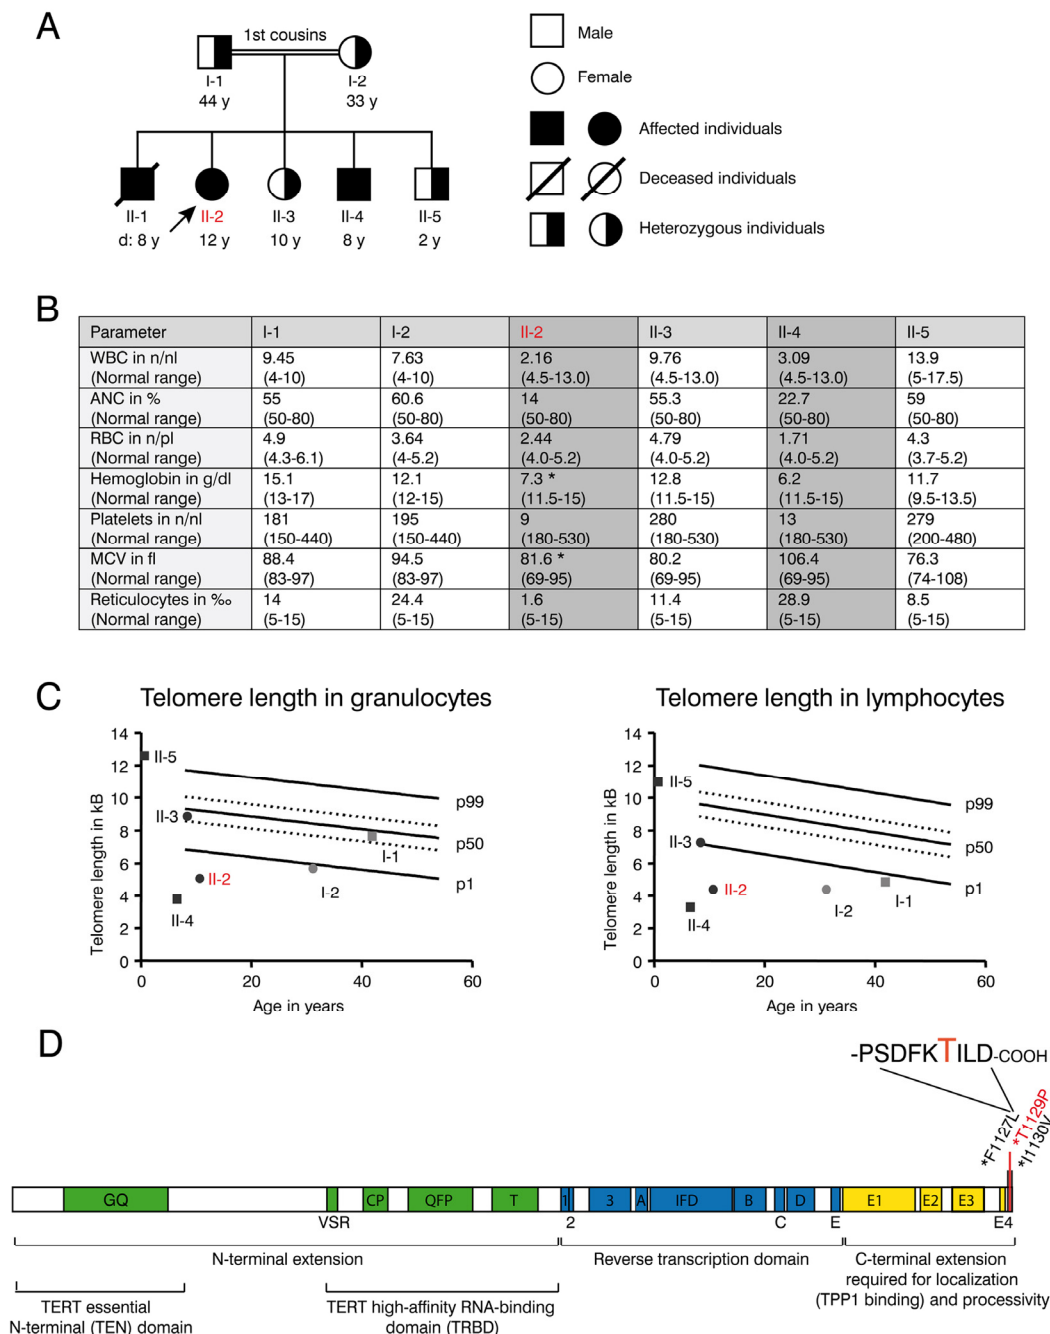 A
1st cousins
I-1
I-2
44 y
33 y
II-1
II-2
II-3
II-4
II-5
d: 8 y
12 y
10 y
8 y
2 y
Male
Female
Affected individuals
Deceased individuals
Heterozygous individuals
B
Parameter I-1 I-2 II-2 II-3 II-4 II-5
WBC in n/nl 9.45 7.63 2.16 9.76 3.09 13.9
(Normal range) (4-10) (4-10) (4.5-13.0) (4.5-13.0) (4.5-13.0) (5-17.5)
ANC in % 55 60.6 14 55.3 22.7 59
(Normal range) (50-80) (50-80) (50-80) (50-80) (50-80) (50-80)
RBC in n/pl 4.9 3.64 2.44 4.79 1.71 4.3
(Normal range) (4.3-6.1) (4-5.2) (4.0-5.2) (4.0-5.2) (4.0-5.2) (3.7-5.2)
Hemoglobin in g/dl 15.1 12.1 7.3 * 12.8 6.2 11.7
(Normal range) (13-17) (12-15) (11.5-15) (11.5-15) (11.5-15) (9.5-13.5)
Platelets in n/nl 181 195 9 280 13 279
(Normal range) (150-440) (150-440) (180-530) (180-530) (180-530) (200-480)
MCV in fl 88.4 94.5 81.6 * 80.2 106.4 76.3
(Normal range) (83-97) (83-97) (69-95) (69-95) (69-95) (74-108)
Reticulocytes in ‰ 14 24.4 1.6 11.4 28.9 8.5
(Normal range) (5-15) (5-15) (5-15) (5-15) (5-15) (5-15)
C
Telomere length in granulocytes
Telomere length in kB
14
12
10
8
6
4
2
0
0 20 40 60
Age in years
II-5
II-3
II-2
II-4
I-1
I-2
p99
p50
p1
Telomere length in lymphocytes
Telomere length in kB
14
12
10
8
6
4
2
0
0 20 40 60
Age in years
II-5
II-3
II-2
II-4
I-2
I-1
p99
p50
p1
D
-PSDFKTILD-COOH
*F1127L
*T1129P
*I1130V
GQ
VSR
CP
QFP
T
1
2
3
A
IFD
B
C
D
E
E1
E2
E3
E4
N-terminal extension
Reverse transcription domain
C-terminal extension
required for localization
(TPP1 binding) and processivity
TERT essential
N-terminal (TEN) domain
TERT high-affinity RNA-binding
domain (TRBD)